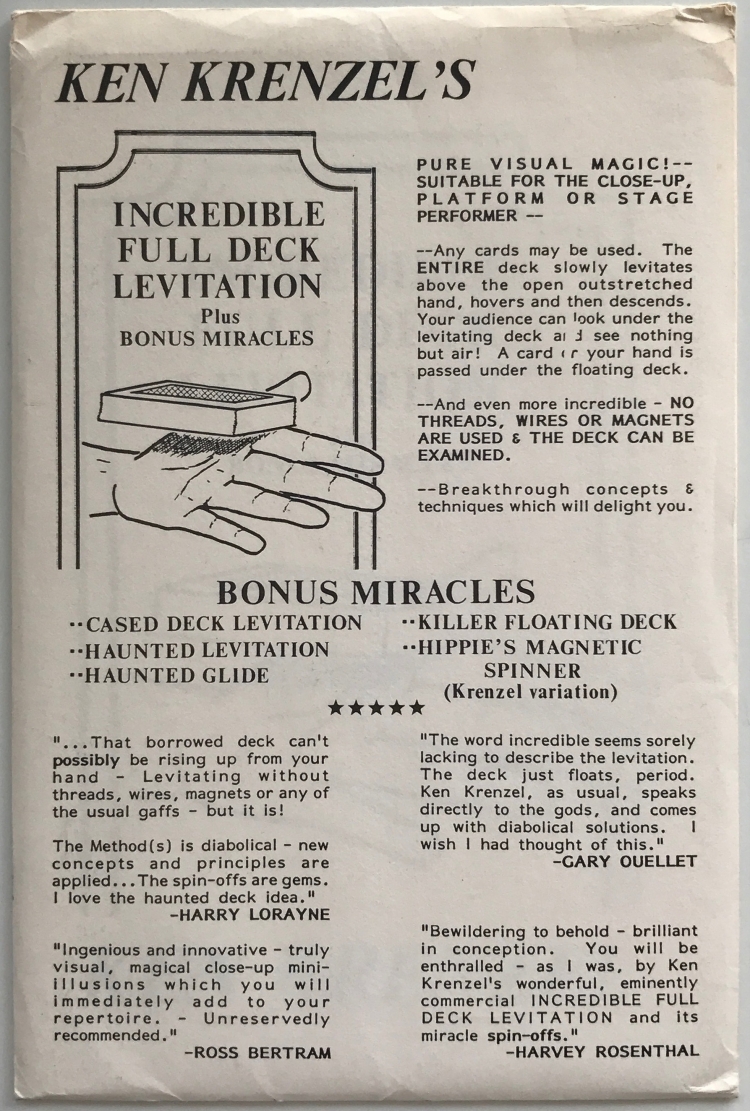 KEN KRENZEL'S
INCREDIBLE
FULL DECK
LEVITATION
Plus
BONUS MIRACLES
PURE VISUAL MAGIC!--
SUITABLE FOR THE CLOSE-UP,
PLATFORM OR STAGE
PERFORMER --
--Any cards may be used. The
ENTIRE deck slowly levitates
above the open outstretched
hand, hovers and then descends.
Your audience can look under the
levitating deck and see nothing
but air! A card or your hand is
passed under the floating deck.
--And even more incredible - NO
THREADS, WIRES OR MAGNETS
ARE USED & THE DECK CAN BE
EXAMINED.
--Breakthrough concepts &
techniques which will delight you.
BONUS MIRACLES
··CASED DECK LEVITATION
··HAUNTED LEVITATION
··HAUNTED GLIDE
··KILLER FLOATING DECK
··HIPPIE'S MAGNETIC
SPINNER
(Krenzel variation)
★★★★★
"...That borrowed deck can't
possibly be rising up from your
hand - Levitating without
threads, wires, magnets or any of
the usual gaffs - but it is!
The Method(s) is diabolical - new
concepts and principles are
applied...The spin-offs are gems.
I love the haunted deck idea."
-HARRY LORAYNE
"Ingenious and innovative - truly
visual, magical close-up mini-
illusions which you will
immediately add to your
repertoire. - Unreservedly
recommended."
-ROSS BERTRAM
"The word incredible seems sorely
lacking to describe the levitation.
The deck just floats, period.
Ken Krenzel, as usual, speaks
directly to the gods, and comes
up with diabolical solutions. I
wish I had thought of this."
-GARY OUELLET
"Bewildering to behold - brilliant
in conception. You will be
enthralled - as I was, by Ken
Krenzel's wonderful, eminently
commercial INCREDIBLE FULL
DECK LEVITATION and its
miracle spin-offs."
-HARVEY ROSENTHAL